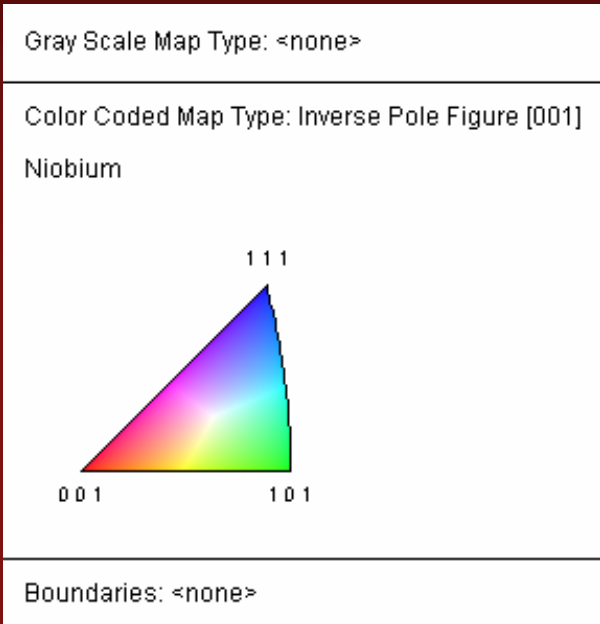 Gray Scale Map Type: <none>
Color Coded Map Type: Inverse Pole Figure [001]
Niobium
1 1 1
0 0 1
1 0 1
Boundaries: <none>